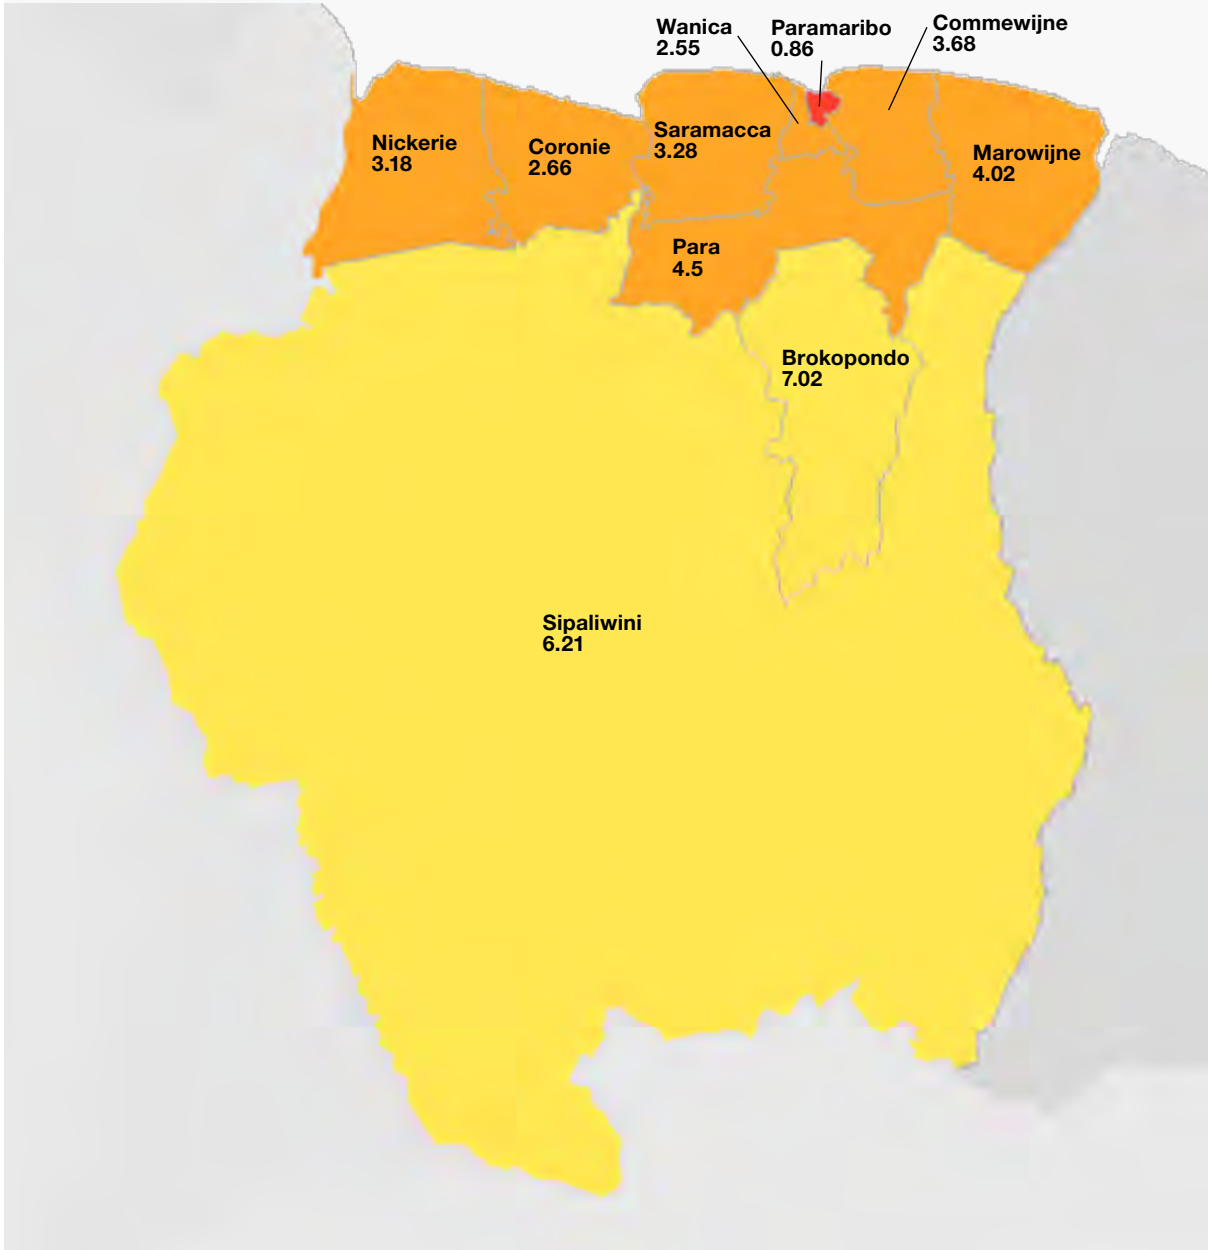 Wanica
2.55
Paramaribo
0.86
Commewijne
3.68
Nickerie
3.18
Coronie
2.66
Saramacca
3.28
Marowijne
4.02
Para
4.5
Brokopondo
7.02
Sipaliwini
6.21